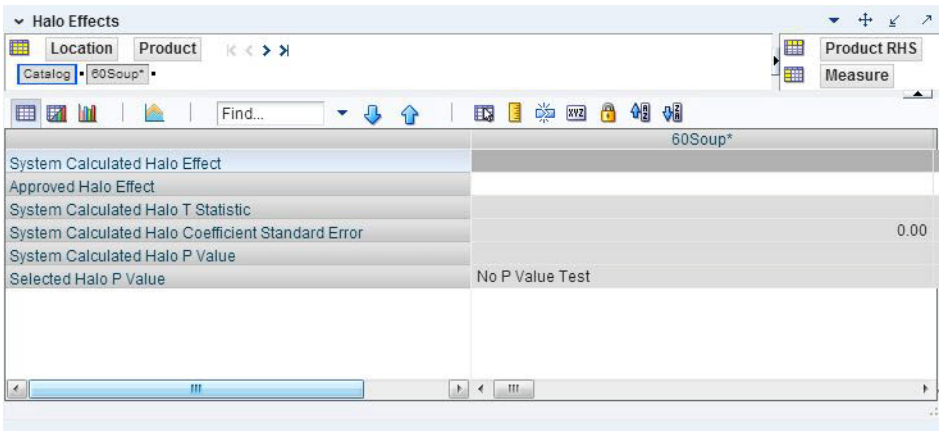 Halo Effects
Location Product
Product RHS
Catalog 60Soup*
Measure
Find...
XYZ
60Soup*
System Calculated Halo Effect
Approved Halo Effect
System Calculated Halo T Statistic
System Calculated Halo Coefficient Standard Error 0.00
System Calculated Halo P Value
Selected Halo P Value No P Value Test